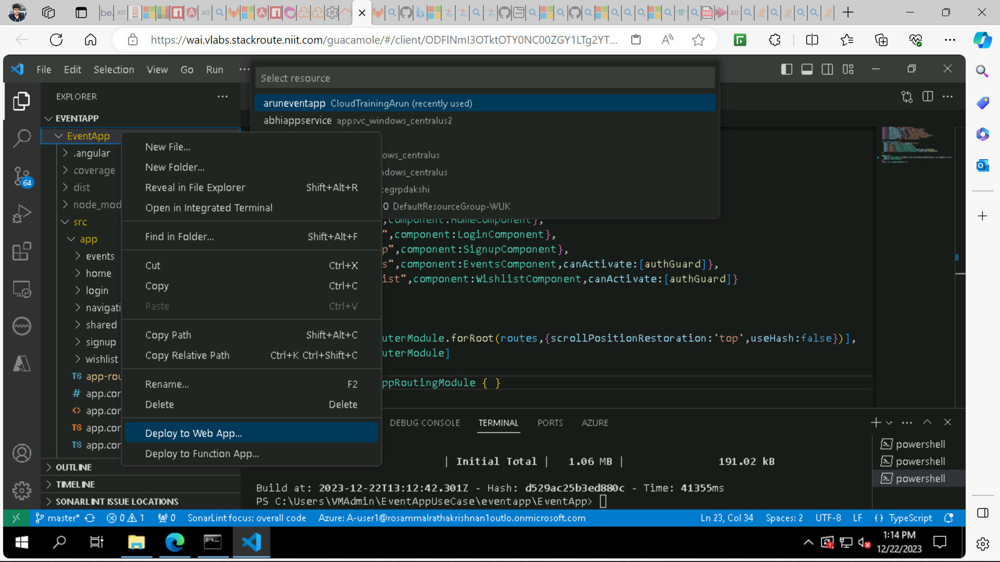 be.
xo
xo
PDF
xo
https://wai.vlabs.stackroute.niit.com/guacamole/#/client/ODFlNmI3OTktOTY0NC00ZGY1LTg2YT...
File Edit Selection View Go Run ...
Select resource
aruneventapp CloudTrainingArun (recently used)
abhiappservice appsvc_windows_centralus2
ows_centralus
ndows_centralus
cegrpdakshi
0 DefaultResourceGroup-WUK
EXPLORER
EVENTAPP
EventApp
.angular
coverage
dist
node_mod
src
app
events
home
login
navigati
shared
signup
wishlist
TS app-rou
# app.cor
<> app.cor
TS app.cor
TS app.cor
OUTLINE
TIMELINE
SONARLINT ISSUE LOCATIONS
64
New File...
New Folder...
Reveal in File Explorer Shift+Alt+R
Open in Integrated Terminal
Find in Folder... Shift+Alt+F
Cut Ctrl+X
Copy Ctrl+C
Paste Ctrl+V
Copy Path Shift+Alt+C
Copy Relative Path Ctrl+K Ctrl+Shift+C
Rename... F2
Delete Delete
Deploy to Web App...
Deploy to Function App...
,component:HomeComponent},
",component:LoginComponent},
p",component:SignupComponent},
s",component:EventsComponent,canActivate:[authGuard]},
ist",component:WishlistComponent,canActivate:[authGuard]}
uterModule.forRoot(routes,{scrollPositionRestoration:'top',useHash:false})],
uterModule]
ppRoutingModule { }
DEBUG CONSOLE TERMINAL PORTS AZURE
| Initial Total | 1.06 MB | 191.02 kB
Build at: 2023-12-22T13:12:42.301Z - Hash: d529ac25b3ed880c - Time: 41355ms
PS C:\Users\VMAdmin\EventAppUseCase\eventapp\EventApp>
powershell
powershell
powershell
master* 0 1 0 SonarLint focus: overall code Azure: A-user1@rosammalrathakrishnan1outlo.onmicrosoft.com Ln 23, Col 34 Spaces: 2 UTF-8 LF {} TypeScript
1:14 PM
12/22/2023